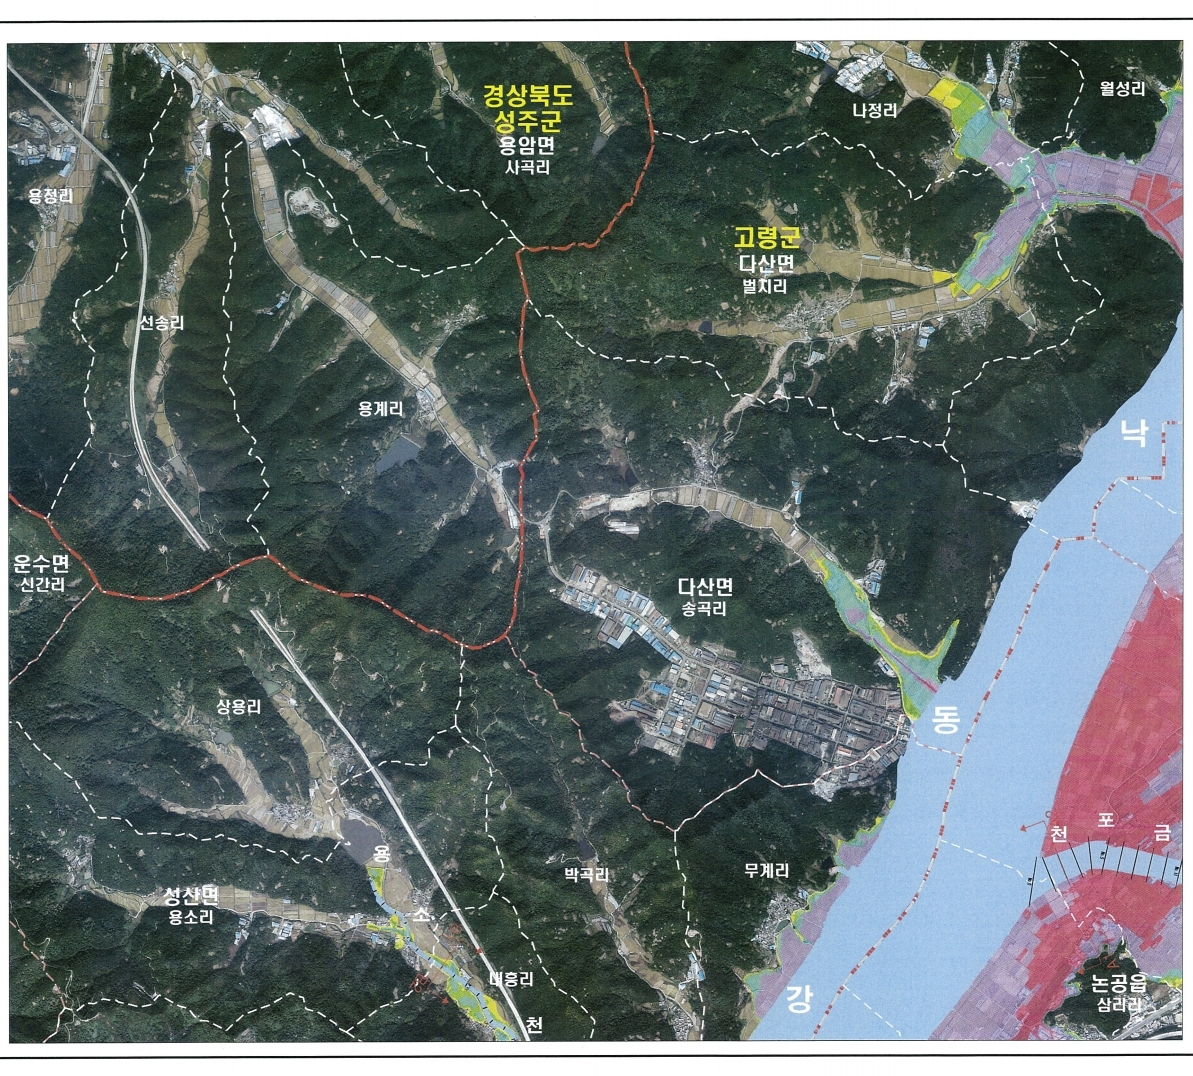 경상북도
성주군
용암면
사곡리
나정리
월성리
용정리
고령군
다산면
벌지리
선송리
용계리
낙
운수면
신간리
다산면
송곡리
상용리
동
천
포
금
용
박곡리
무계리
성산면
용소리
소
대흥리
논공읍
삼리리
강
천